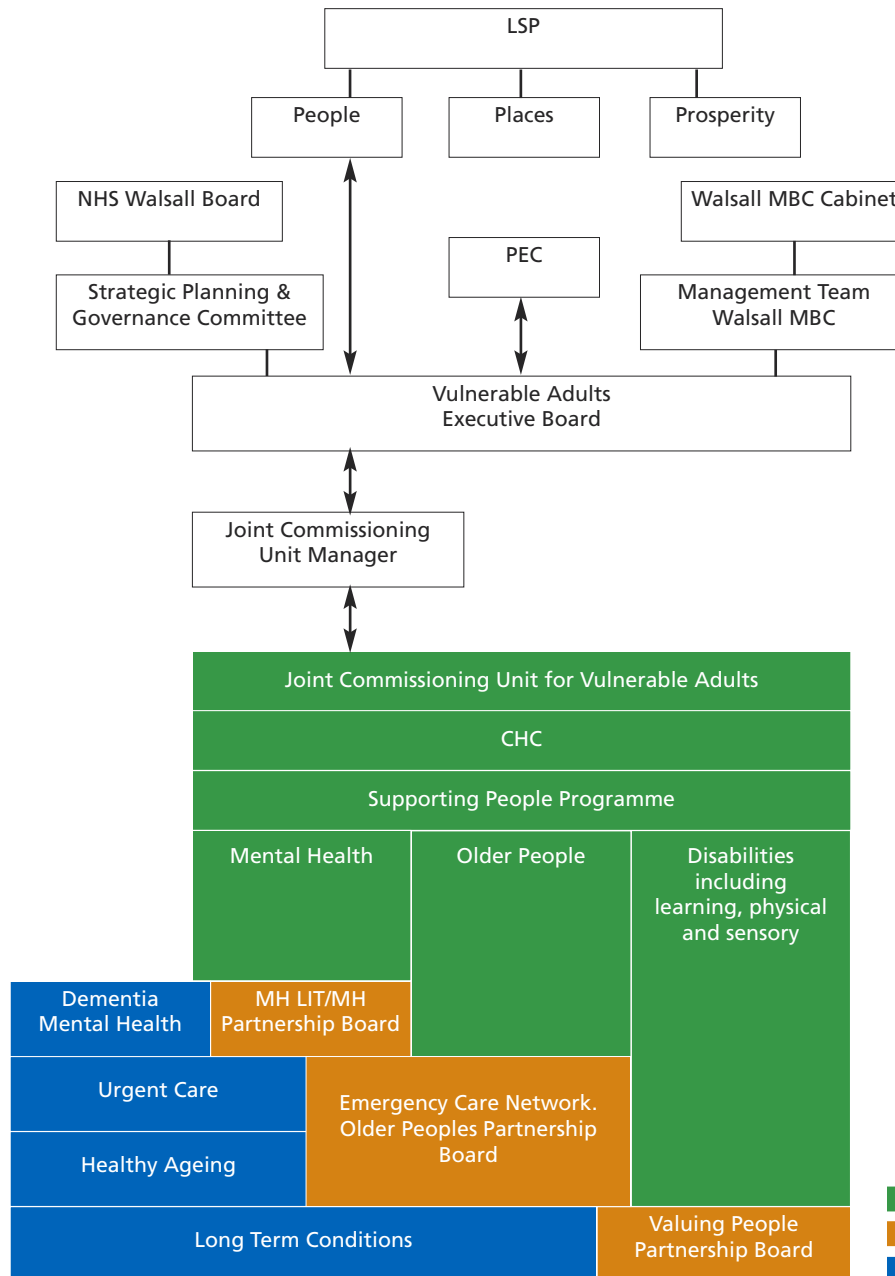 LSP
People
Places
Prosperity
NHS Walsall Board
Walsall MBC Cabinet
PEC
Strategic Planning &
Governance Committee
Management Team
Walsall MBC
Vulnerable Adults
Executive Board
Joint Commissioning
Unit Manager
Joint Commissioning Unit for Vulnerable Adults
CHC
Supporting People Programme
Mental Health
Older People
Disabilities
including
learning, physical
and sensory
Dementia
Mental Health
MH LIT/MH
Partnership Board
Urgent Care
Emergency Care Network.
Older Peoples Partnership
Board
Healthy Ageing
Long Term Conditions
Valuing People
Partnership Board